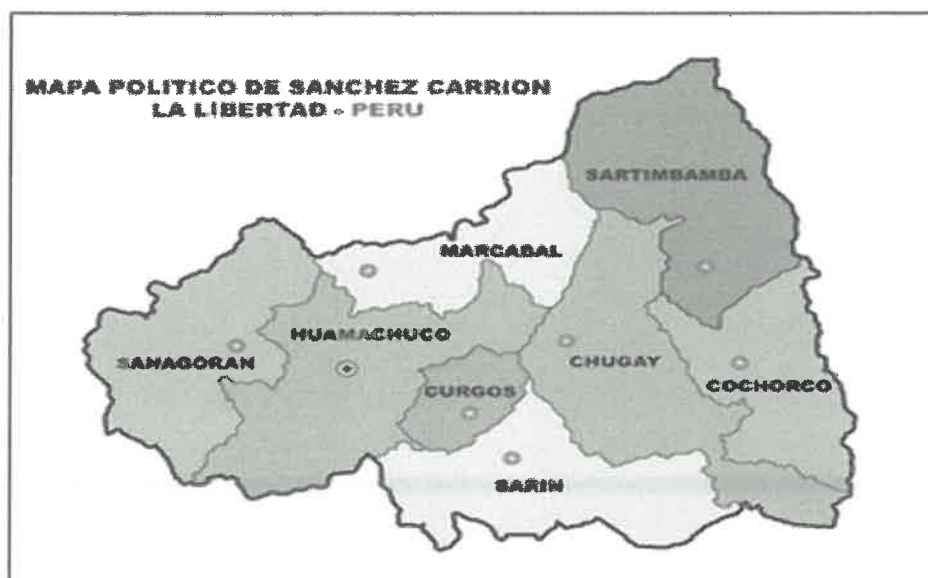 MAPA POLITICO DE SANCHEZ CARRION
LA LIBERTAD - PERU
SARTIMBAMBA
MARCABAL
HUAMACHUCO
SANAGORAN
CHUGAY
CURGOS
COCHORCO
SARIN